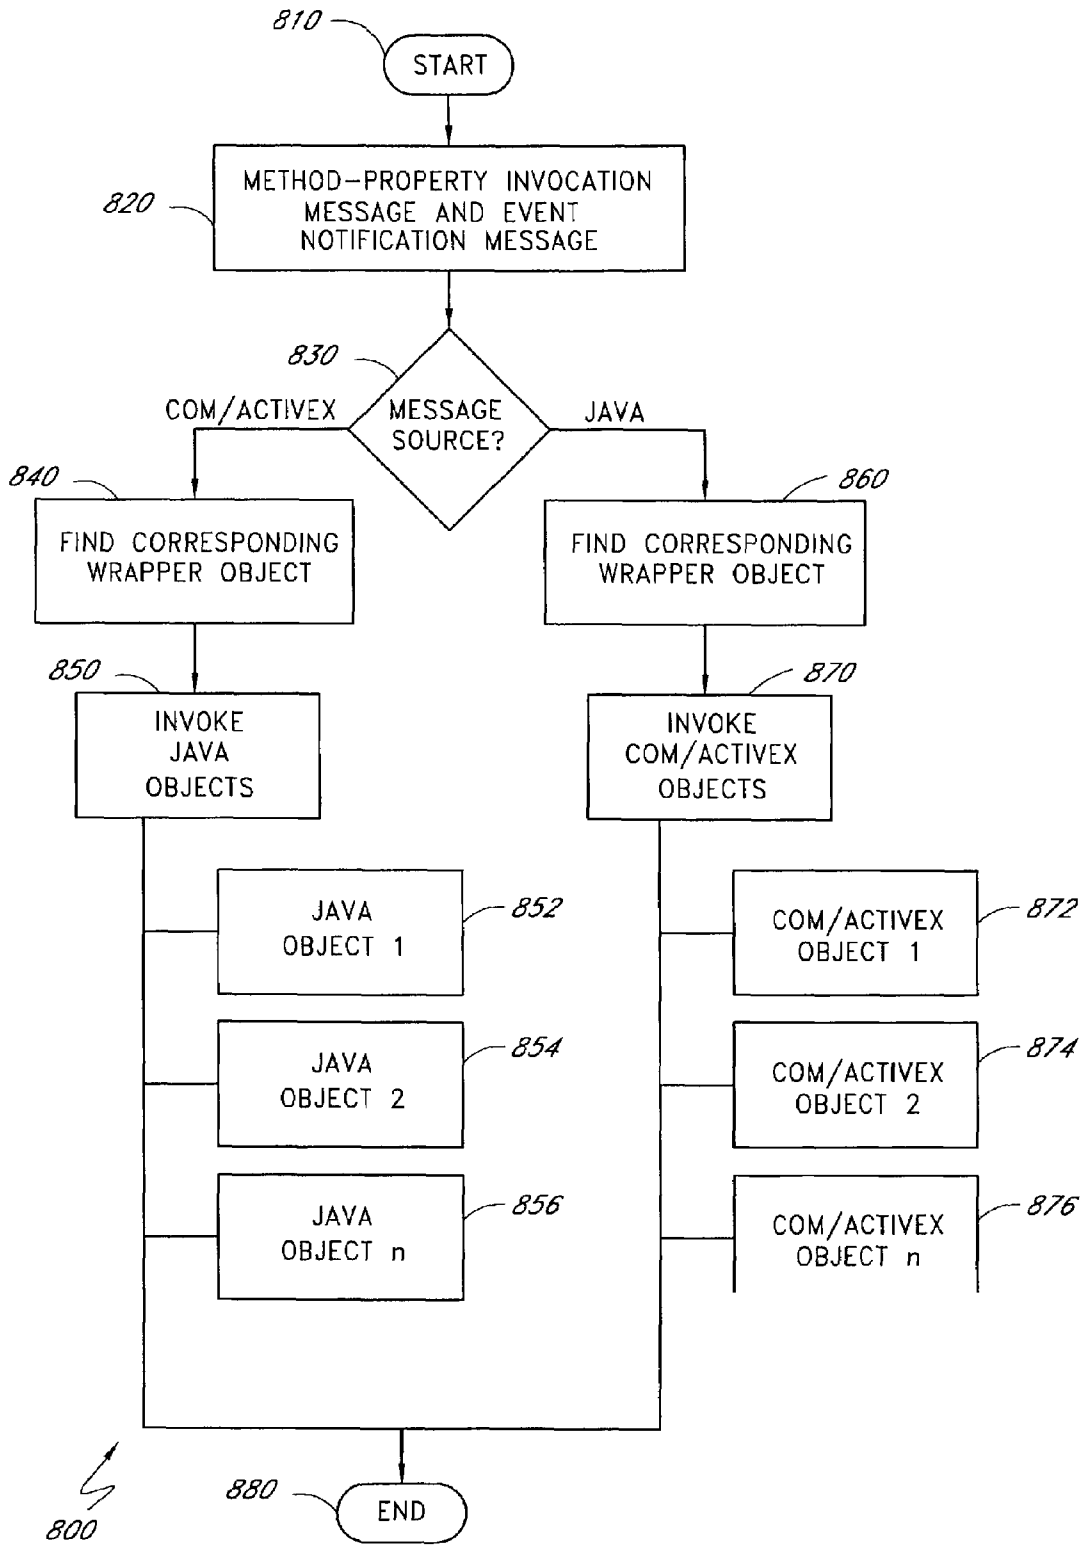 810
START
820
METHOD-PROPERTY INVOCATION
MESSAGE AND EVENT
NOTIFICATION MESSAGE
830
MESSAGE
SOURCE?
COM/ACTIVEX
JAVA
840
FIND CORRESPONDING
WRAPPER OBJECT
860
FIND CORRESPONDING
WRAPPER OBJECT
850
INVOKE
JAVA
OBJECTS
870
INVOKE
COM/ACTIVEX
OBJECTS
JAVA
OBJECT 1
852
COM/ACTIVEX
OBJECT 1
872
JAVA
OBJECT 2
854
COM/ACTIVEX
OBJECT 2
874
JAVA
OBJECT n
856
COM/ACTIVEX
OBJECT n
876
880
END
800